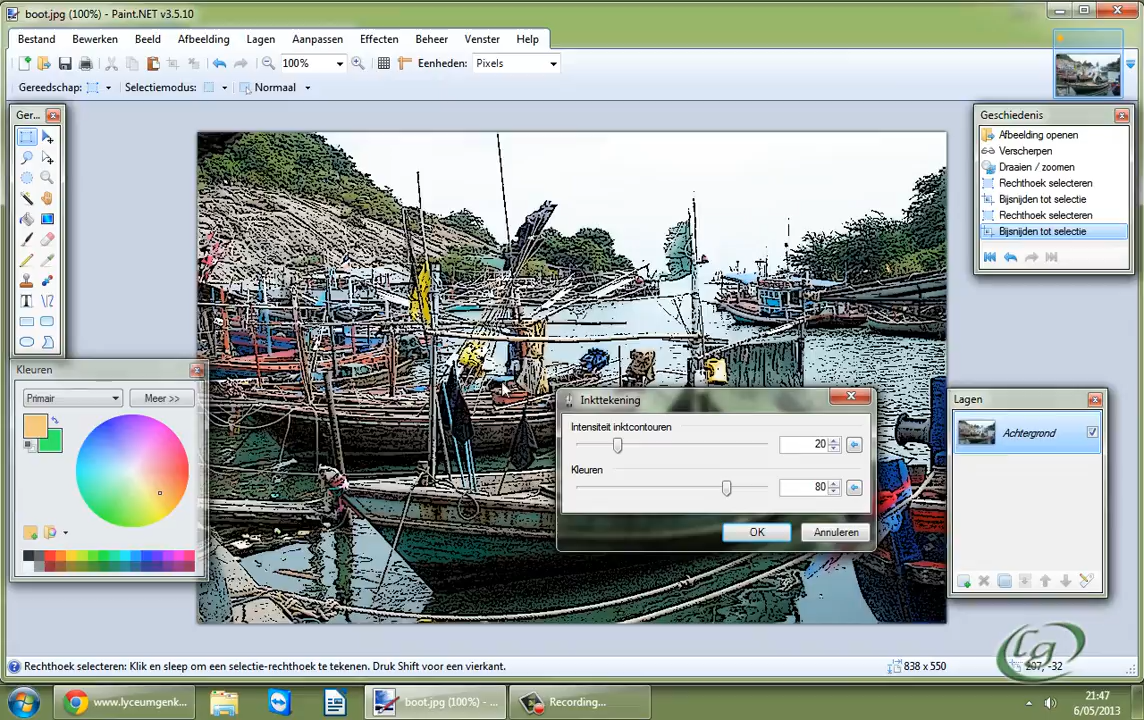 boot.jpg (100%) - Paint.NET v3.5.10
Bestand Bewerken Beeld Afbeelding Lagen Aanpassen Effecten Beheer Venster Help
100% Eenheden: Pixels
Gereedschap: Selectiemodus: Normaal
Ger...
Geschiedenis
Afbeelding openen
Verscherpen
Draaien / zoomen
Rechthoek selecteren
Bijsnijden tot selectie
Rechthoek selecteren
Bijsnijden tot selectie
Kleuren
Primair Meer >>
Inkttekening
Intensiteit inktcontouren
20
Kleuren
80
OK Annuleren
Lagen
Achtergrond
Rechthoek selecteren: Klik en sleep om een selectie-rechthoek te tekenen. Druk Shift voor een vierkant.
838 x 550
207, -32
lg
www.lyceumgenk...
boot.jpg (100%) - ...
Recording...
21:47
6/05/2013